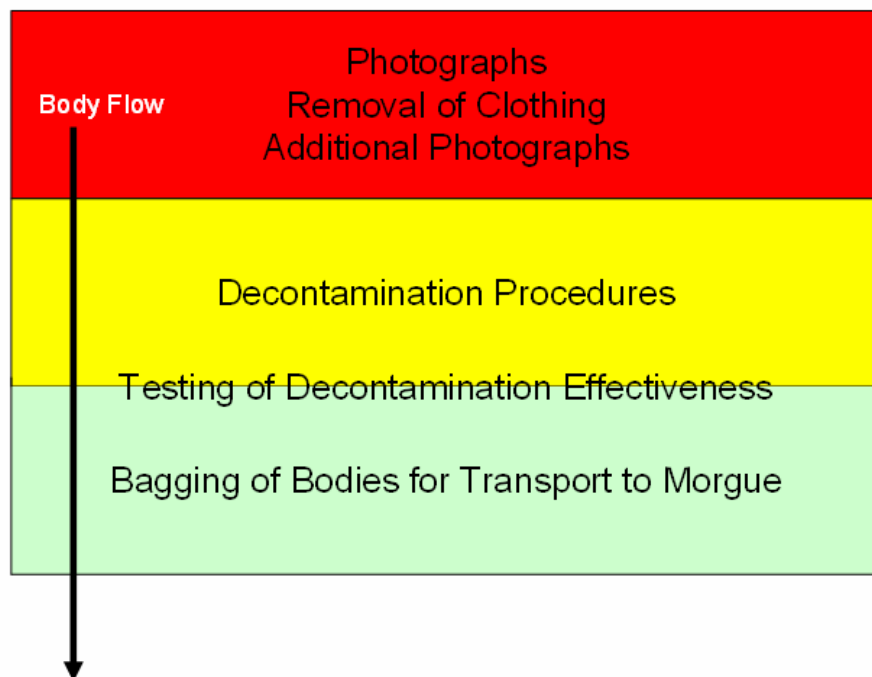 Photographs
Body Flow
Removal of Clothing
Additional Photographs
Decontamination Procedures
Testing of Decontamination Effectiveness
Bagging of Bodies for Transport to Morgue